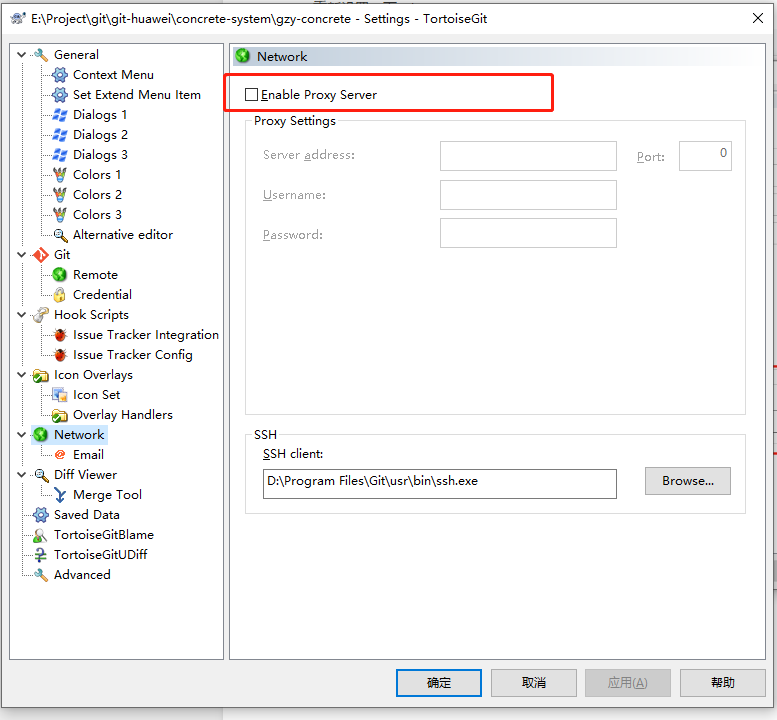 E:\Project\git\git-huawei\concrete-system\gzy-concrete - Settings - TortoiseGit
General
Context Menu
Set Extend Menu Item
Dialogs 1
Dialogs 2
Dialogs 3
Colors 1
Colors 2
Colors 3
Alternative editor
Git
Remote
Credential
Hook Scripts
Issue Tracker Integration
Issue Tracker Config
Icon Overlays
Icon Set
Overlay Handlers
Network
Email
Diff Viewer
Merge Tool
Saved Data
TortoiseGitBlame
TortoiseGitUDiff
Advanced
Network
Enable Proxy Server
Proxy Settings
Server address:
Port:
0
Username:
Password:
SSH
SSH client:
D:\Program Files\Git\usr\bin\ssh.exe
Browse...
确定
取消
应用(A)
帮助